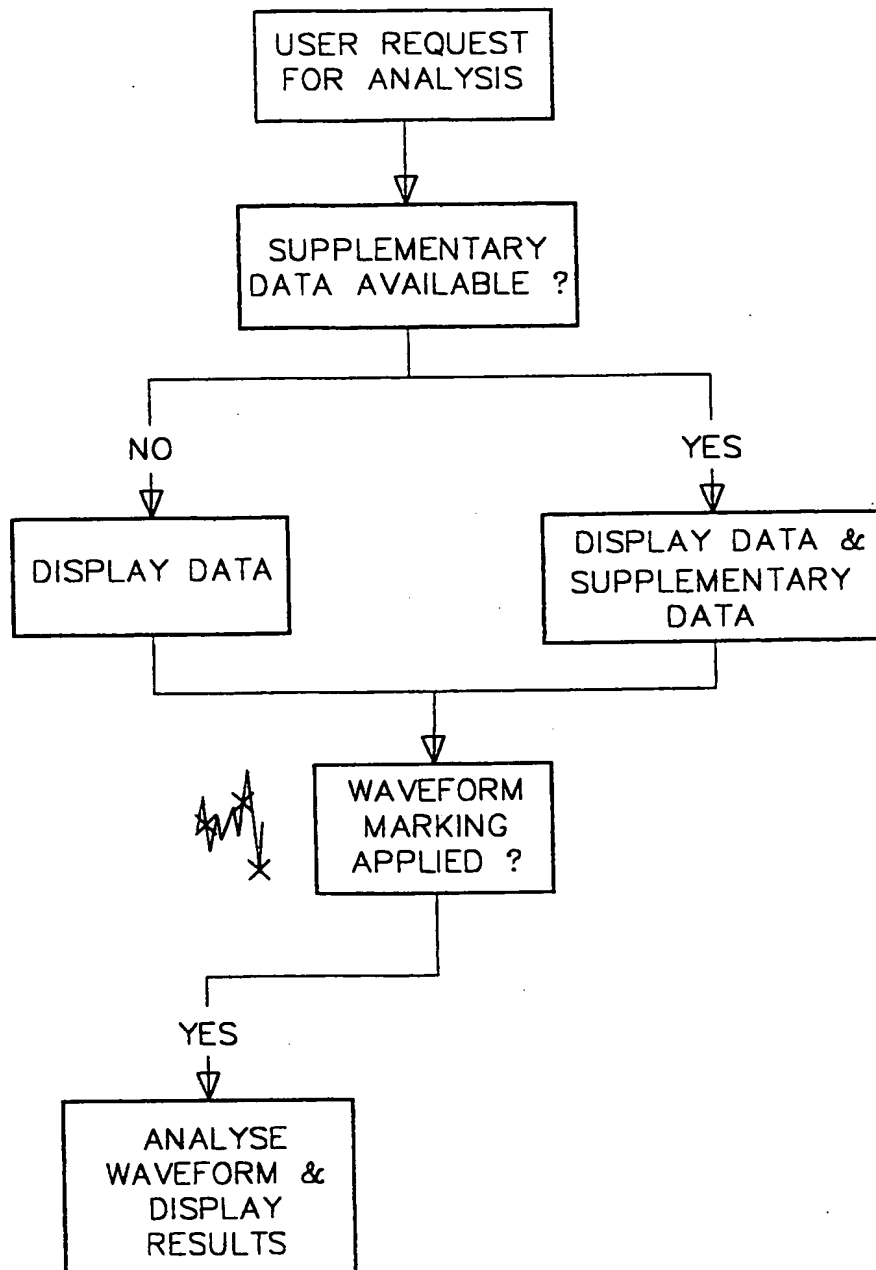 USER REQUEST
FOR ANALYSIS
SUPPLEMENTARY
DATA AVAILABLE ?
NO
YES
DISPLAY DATA
DISPLAY DATA &
SUPPLEMENTARY
DATA
WAVEFORM
MARKING
APPLIED ?
YES
ANALYSE
WAVEFORM &
DISPLAY
RESULTS